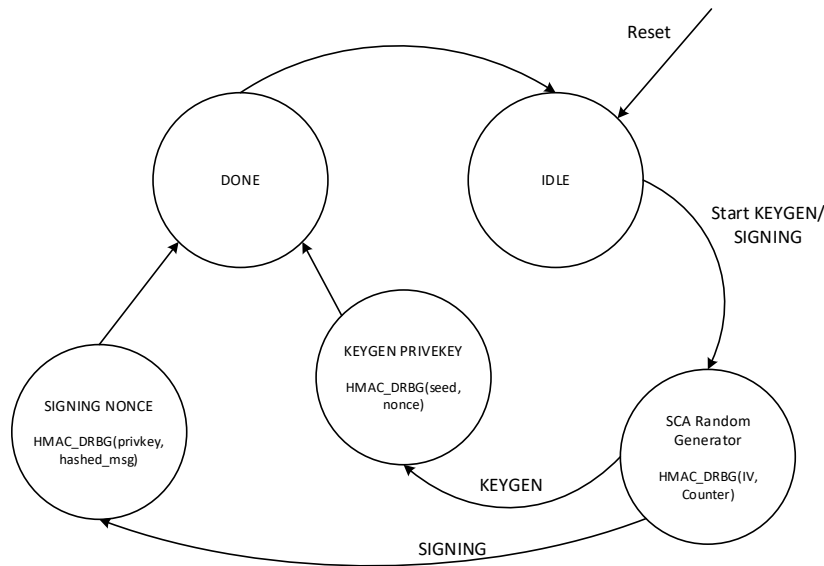 Reset
DONE
IDLE
Start KEYGEN/
SIGNING
KEYGEN PRIVEKEY
HMAC_DRBG(seed,
nonce)
SIGNING NONCE
HMAC_DRBG(privkey,
hashed_msg)
SCA Random
Generator
HMAC_DRBG(IV,
Counter)
KEYGEN
SIGNING